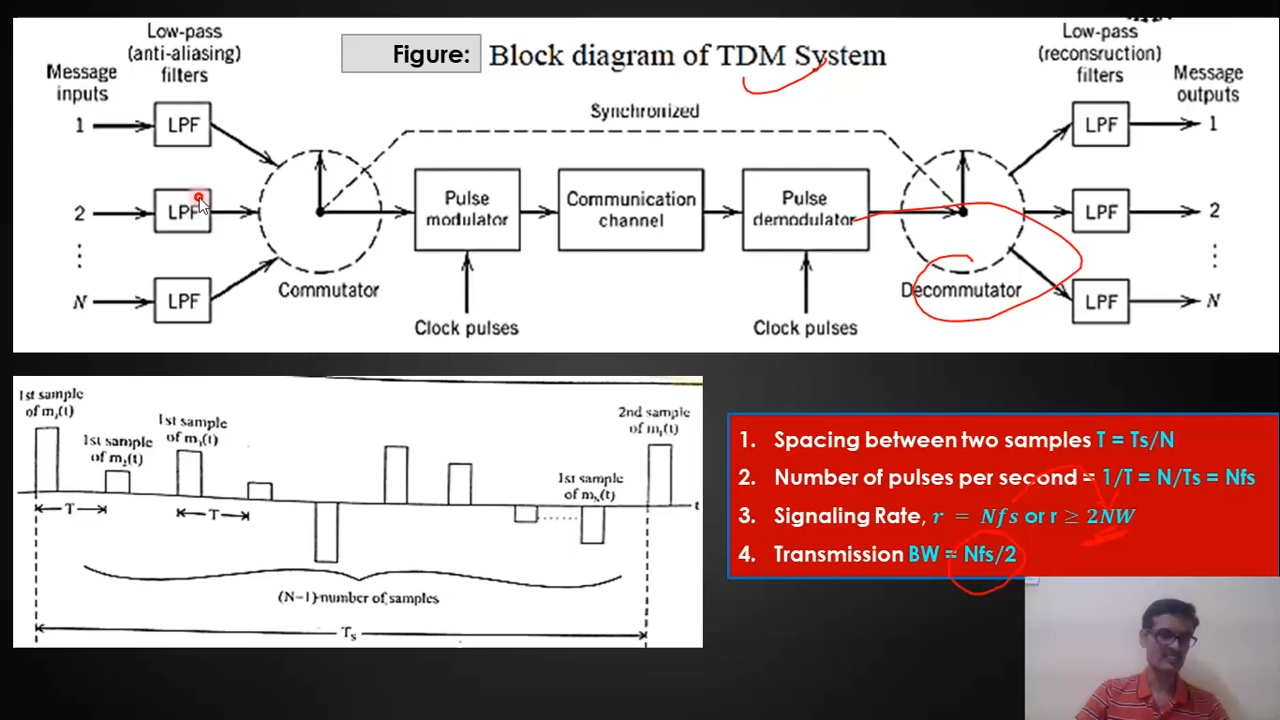 Figure: Block diagram of TDM System
Low-pass
(anti-aliasing)
filters
Message
inputs
1
LPF
2
LPF
N
LPF
Commutator
Synchronized
Pulse
modulator
Clock pulses
Communication
channel
Pulse
demodulator
Clock pulses
Decommutator
Low-pass
(reconsruction)
filters
Message
outputs
LPF
1
LPF
2
LPF
N
1st sample
of m₁(t)
1st sample
of m₂(t)
1st sample
of m₃(t)
T
T
1st sample
of mN(t)
2nd sample
of m₁(t)
t
(N−1) number of samples
Ts
1. Spacing between two samples T = Ts/N
2. Number of pulses per second = 1/T = N/Ts = Nfs
3. Signaling Rate, r = Nfs or r ≥ 2NW
4. Transmission BW = Nfs/2